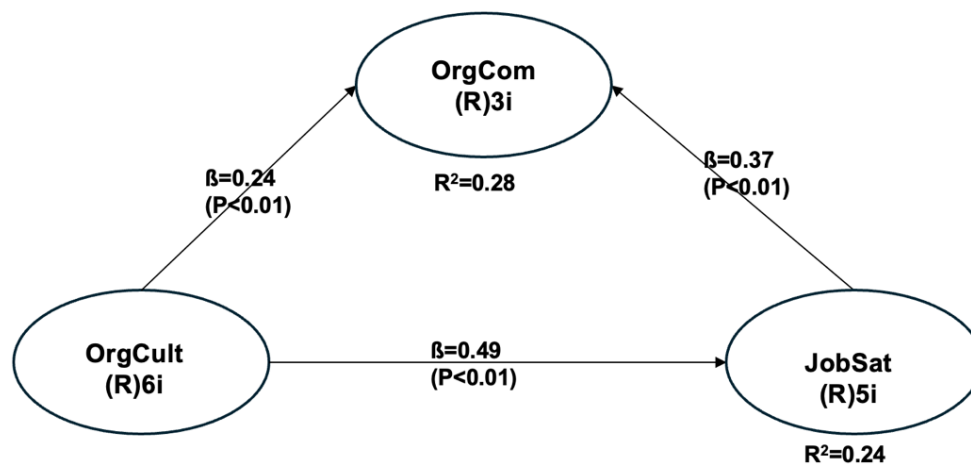 OrgCom
(R)3i
R²=0.28
ß=0.24
(P<0.01)
ß=0.37
(P<0.01)
OrgCult
(R)6i
ß=0.49
(P<0.01)
JobSat
(R)5i
R²=0.24